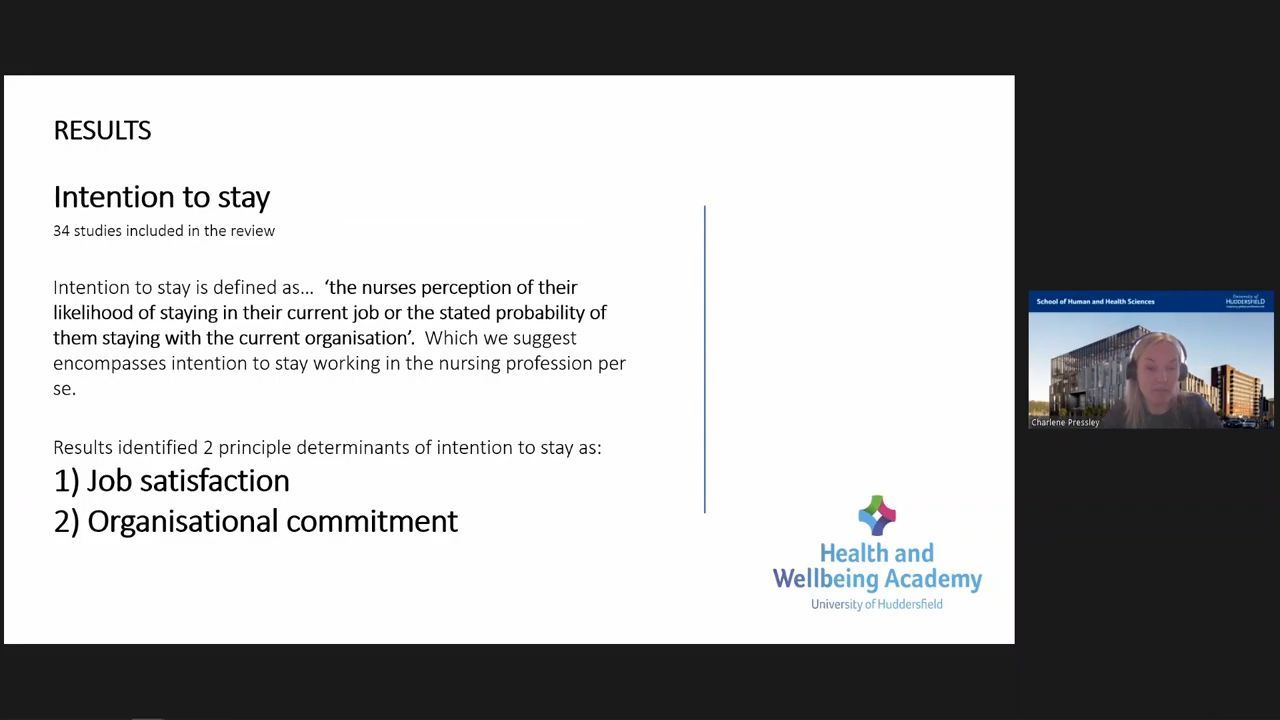 RESULTS
Intention to stay
34 studies included in the review
Intention to stay is defined as... ‘the nurses perception of their
likelihood of staying in their current job or the stated probability of
them staying with the current organisation’. Which we suggest
encompasses intention to stay working in the nursing profession per
se.
Results identified 2 principle determinants of intention to stay as:
1) Job satisfaction
2) Organisational commitment
Health and
Wellbeing Academy
University of Huddersfield
School of Human and Health Sciences
University of
HUDDERSFIELD
Charlene Pressley